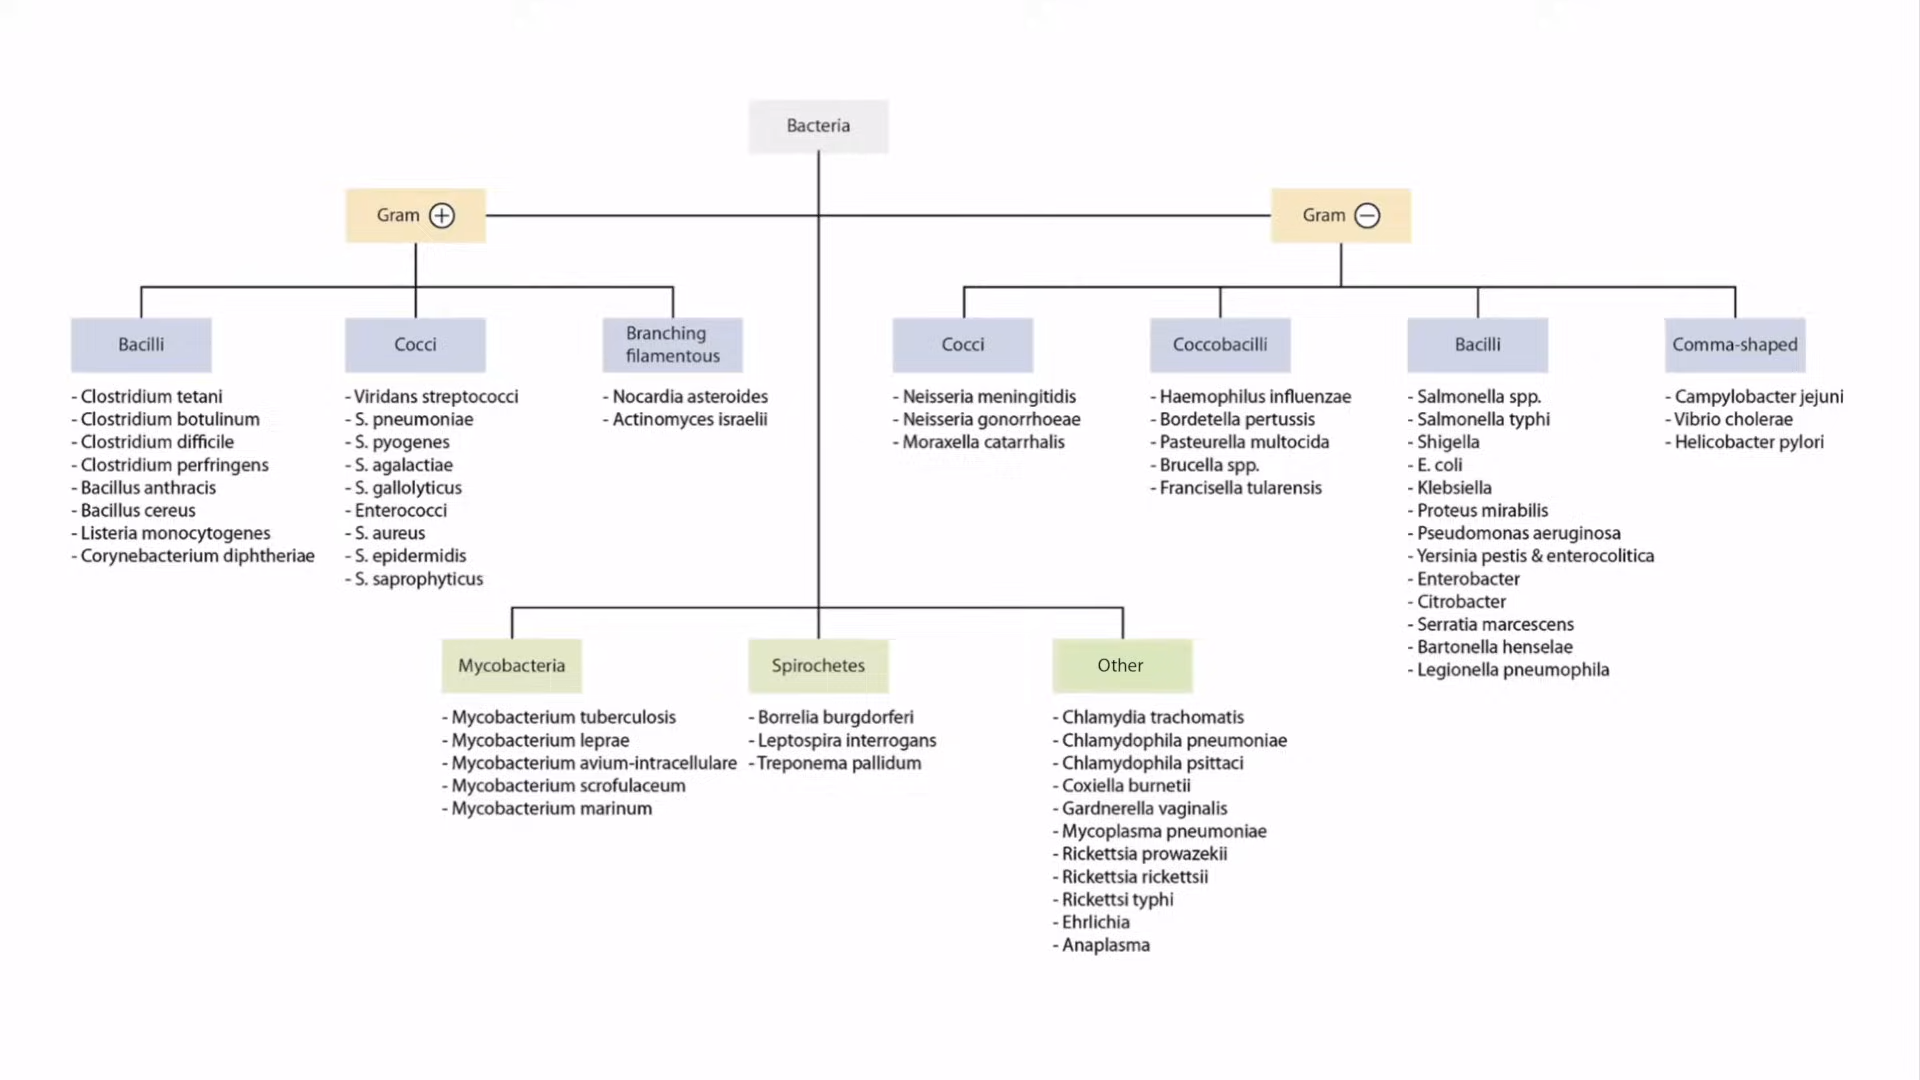 Bacteria
Gram +
Gram −
Bacilli
- Clostridium tetani
- Clostridium botulinum
- Clostridium difficile
- Clostridium perfringens
- Bacillus anthracis
- Bacillus cereus
- Listeria monocytogenes
- Corynebacterium diphtheriae
Cocci
- Viridans streptococci
- S. pneumoniae
- S. pyogenes
- S. agalactiae
- S. gallolyticus
- Enterococci
- S. aureus
- S. epidermidis
- S. saprophyticus
Branching
filamentous
- Nocardia asteroides
- Actinomyces israelii
Cocci
- Neisseria meningitidis
- Neisseria gonorrhoeae
- Moraxella catarrhalis
Coccobacilli
- Haemophilus influenzae
- Bordetella pertussis
- Pasteurella multocida
- Brucella spp.
- Francisella tularensis
Bacilli
- Salmonella spp.
- Salmonella typhi
- Shigella
- E. coli
- Klebsiella
- Proteus mirabilis
- Pseudomonas aeruginosa
- Yersinia pestis & enterocolitica
- Enterobacter
- Citrobacter
- Serratia marcescens
- Bartonella henselae
- Legionella pneumophila
Comma-shaped
- Campylobacter jejuni
- Vibrio cholerae
- Helicobacter pylori
Mycobacteria
- Mycobacterium tuberculosis
- Mycobacterium leprae
- Mycobacterium avium-intracellulare
- Mycobacterium scrofulaceum
- Mycobacterium marinum
Spirochetes
- Borrelia burgdorferi
- Leptospira interrogans
- Treponema pallidum
Other
- Chlamydia trachomatis
- Chlamydophila pneumoniae
- Chlamydophila psittaci
- Coxiella burnetii
- Gardnerella vaginalis
- Mycoplasma pneumoniae
- Rickettsia prowazekii
- Rickettsia rickettsii
- Rickettsi typhi
- Ehrlichia
- Anaplasma